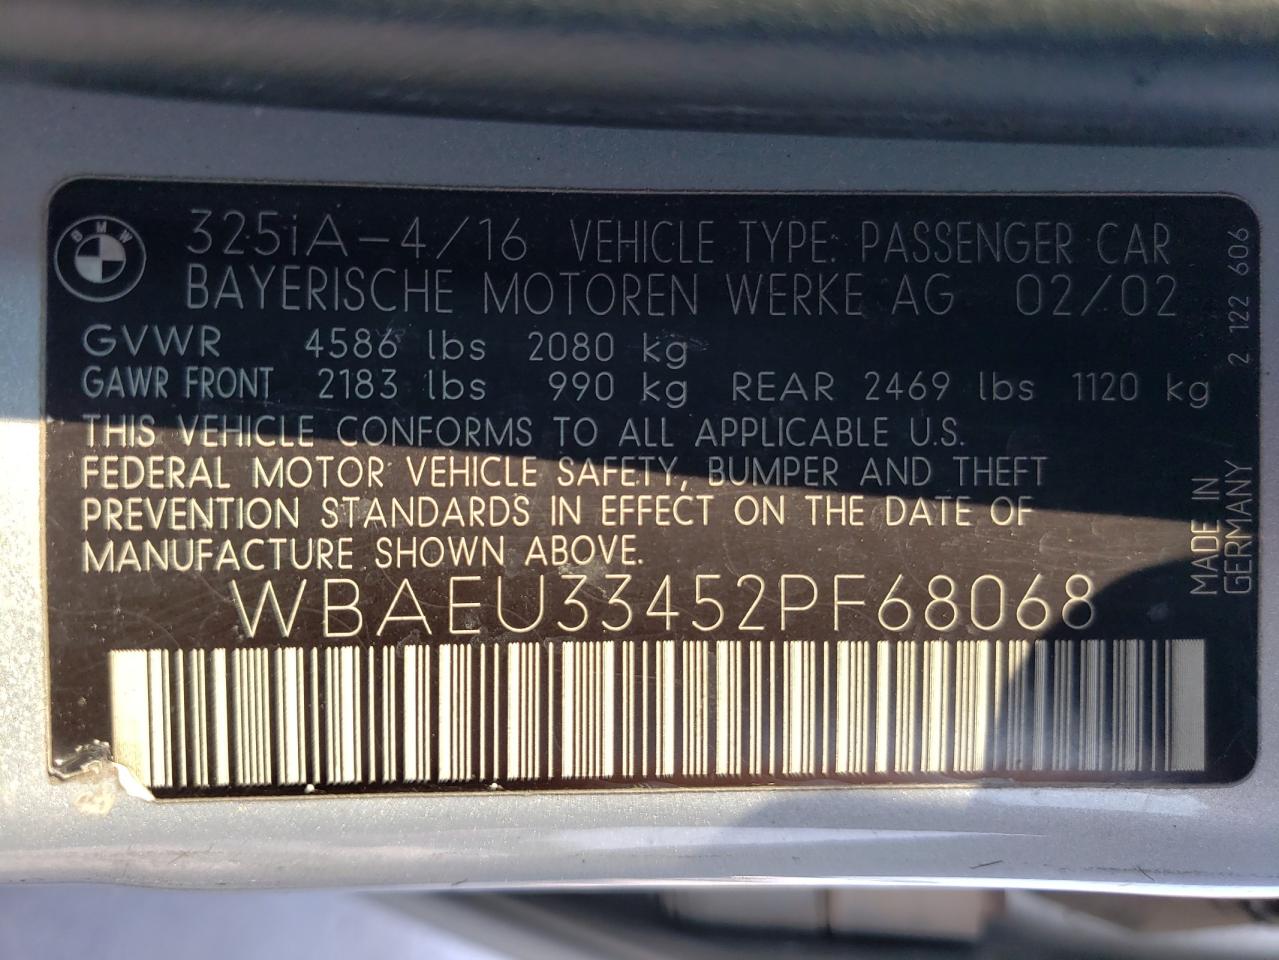 BMW
325iA-4/16 VEHICLE TYPE: PASSENGER CAR
BAYERISCHE MOTOREN WERKE AG 02/02
GVWR 4586 lbs 2080 kg
GAWR FRONT 2183 lbs 990 kg REAR 2469 lbs 1120 kg
THIS VEHICLE CONFORMS TO ALL APPLICABLE U.S.
FEDERAL MOTOR VEHICLE SAFETY, BUMPER AND THEFT
PREVENTION STANDARDS IN EFFECT ON THE DATE OF
MANUFACTURE SHOWN ABOVE.
WBAEU33452PF68068
2 122 606
MADE IN
GERMANY